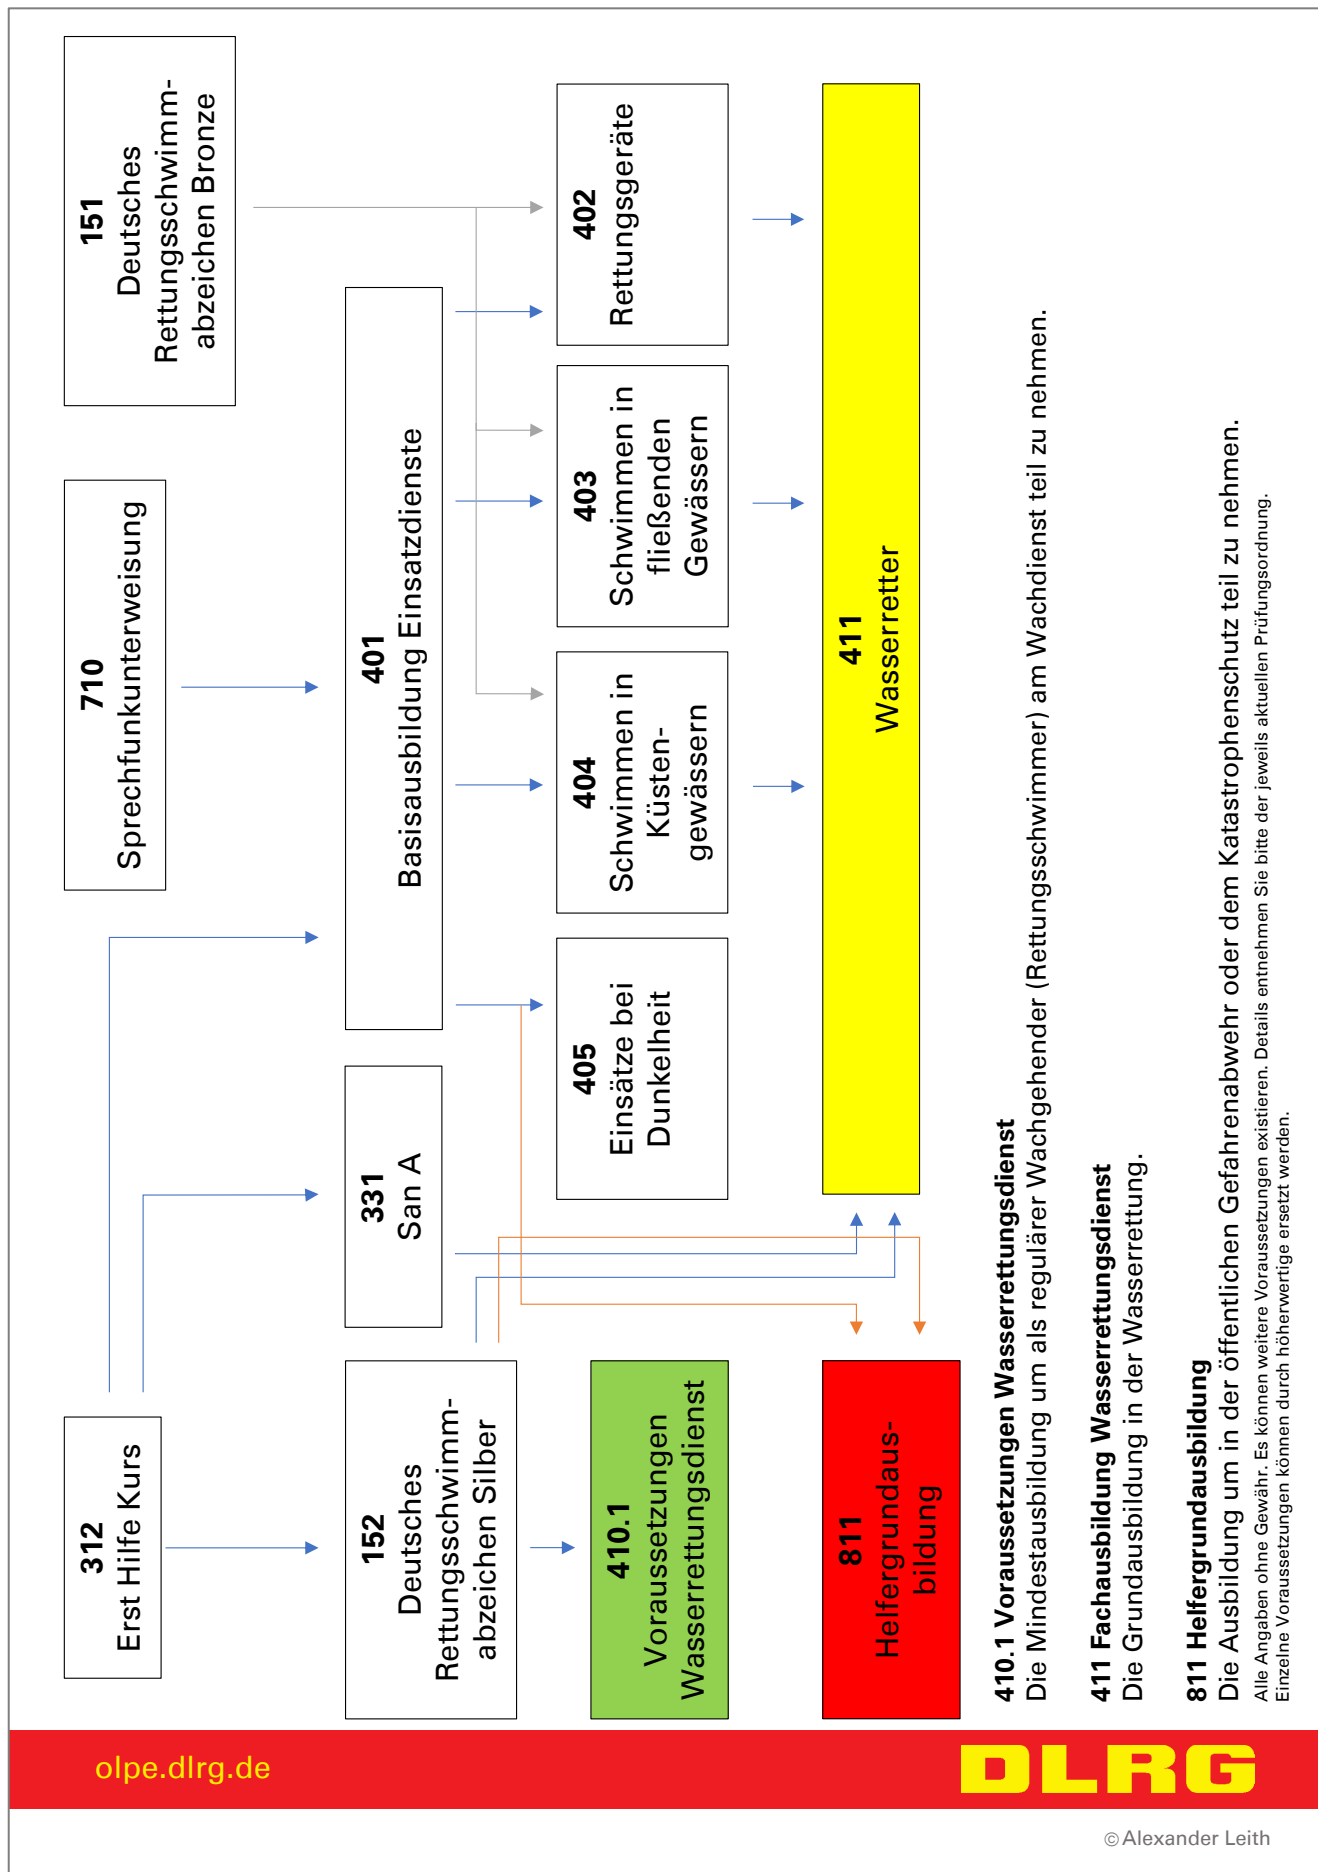 312
Erst Hilfe Kurs
710
Sprechfunkunterweisung
151
Deutsches
Rettungsschwimm-
abzeichen Bronze
152
Deutsches
Rettungsschwimm-
abzeichen Silber
331
San A
401
Basisausbildung Einsatzdienste
410.1
Voraussetzungen
Wasserrettungsdienst
405
Einsätze bei
Dunkelheit
404
Schwimmen in
Küsten-
gewässern
403
Schwimmen in
fließenden
Gewässern
402
Rettungsgeräte
811
Helfergrundaus-
bildung
411
Wasserretter
410.1 Voraussetzungen Wasserrettungsdienst
Die Mindestausbildung um als regulärer Wachgehender (Rettungsschwimmer) am Wachdienst teil zu nehmen.
411 Fachausbildung Wasserrettungsdienst
Die Grundausbildung in der Wasserrettung.
811 Helfergrundausbildung
Die Ausbildung um in der öffentlichen Gefahrenabwehr oder dem Katastrophenschutz teil zu nehmen.
Alle Angaben ohne Gewähr. Es können weitere Voraussetzungen existieren. Details entnehmen Sie bitte der jeweils aktuellen Prüfungsordnung.
Einzelne Voraussetzungen können durch höherwertige ersetzt werden.
olpe.dlrg.de
DLRG
©Alexander Leith